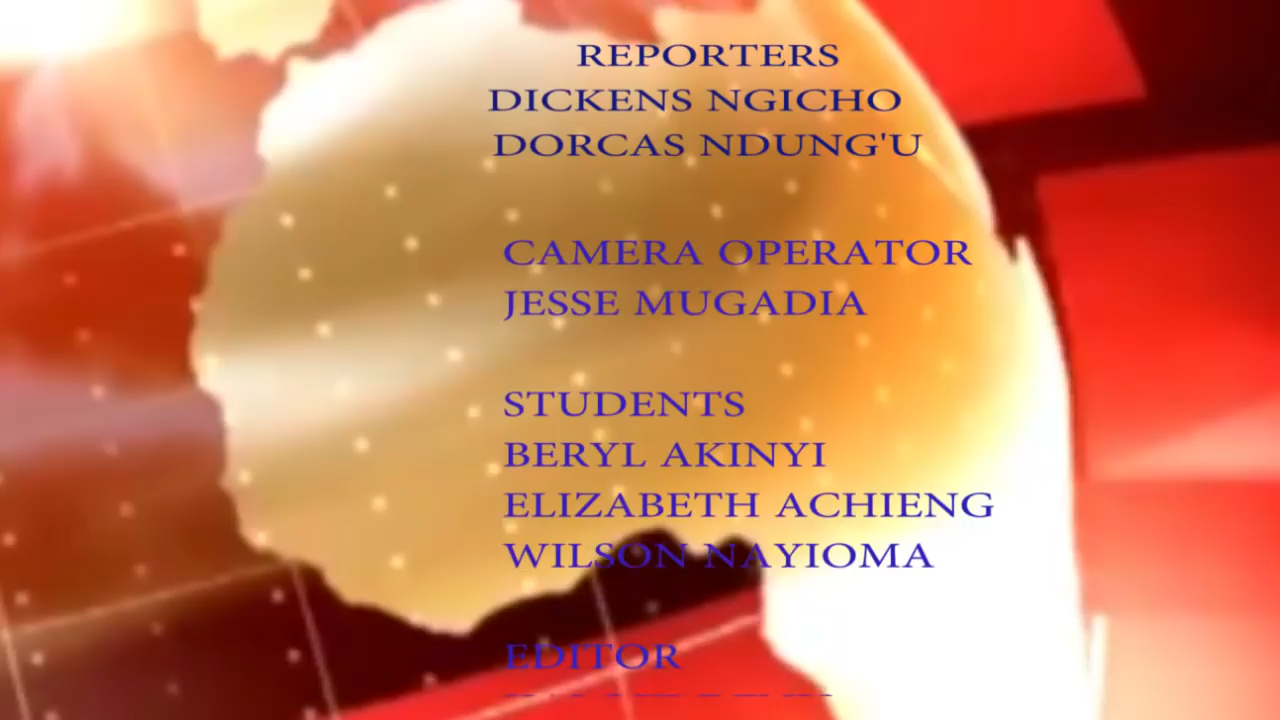 REPORTERS
DICKENS NGICHO
DORCAS NDUNG'U
CAMERA OPERATOR
JESSE MUGADIA
STUDENTS
BERYL AKINYI
ELIZABETH ACHIENG
WILSON NAYIOMA
EDITOR